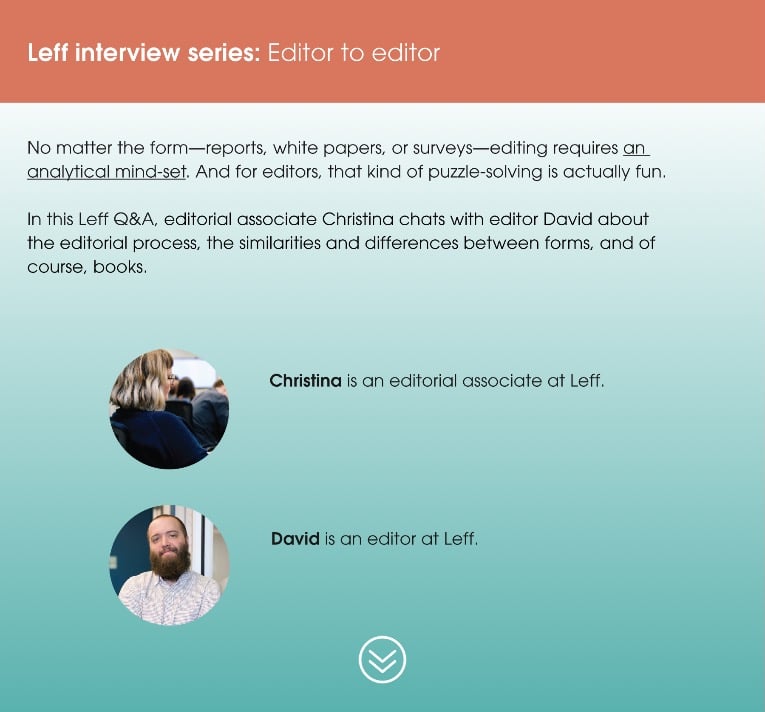 Leff interview series: Editor to editor
No matter the form—reports, white papers, or surveys—editing requires an
analytical mind-set. And for editors, that kind of puzzle-solving is actually fun.
In this Leff Q&A, editorial associate Christina chats with editor David about
the editorial process, the similarities and differences between forms, and of
course, books.
Christina is an editorial associate at Leff.
David is an editor at Leff.